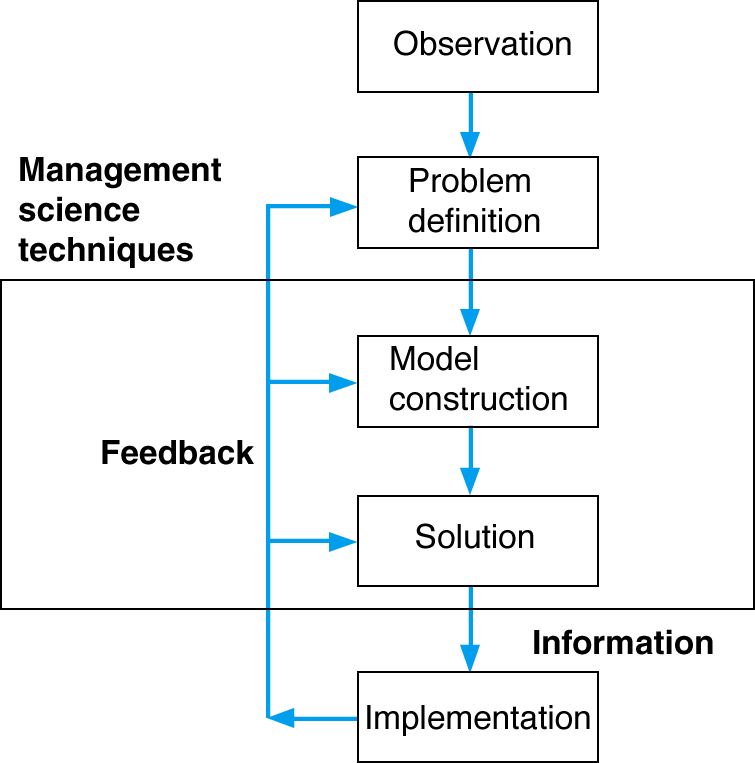 Observation
Management
science
techniques
Problem
definition
Model
construction
Feedback
Solution
Information
Implementation